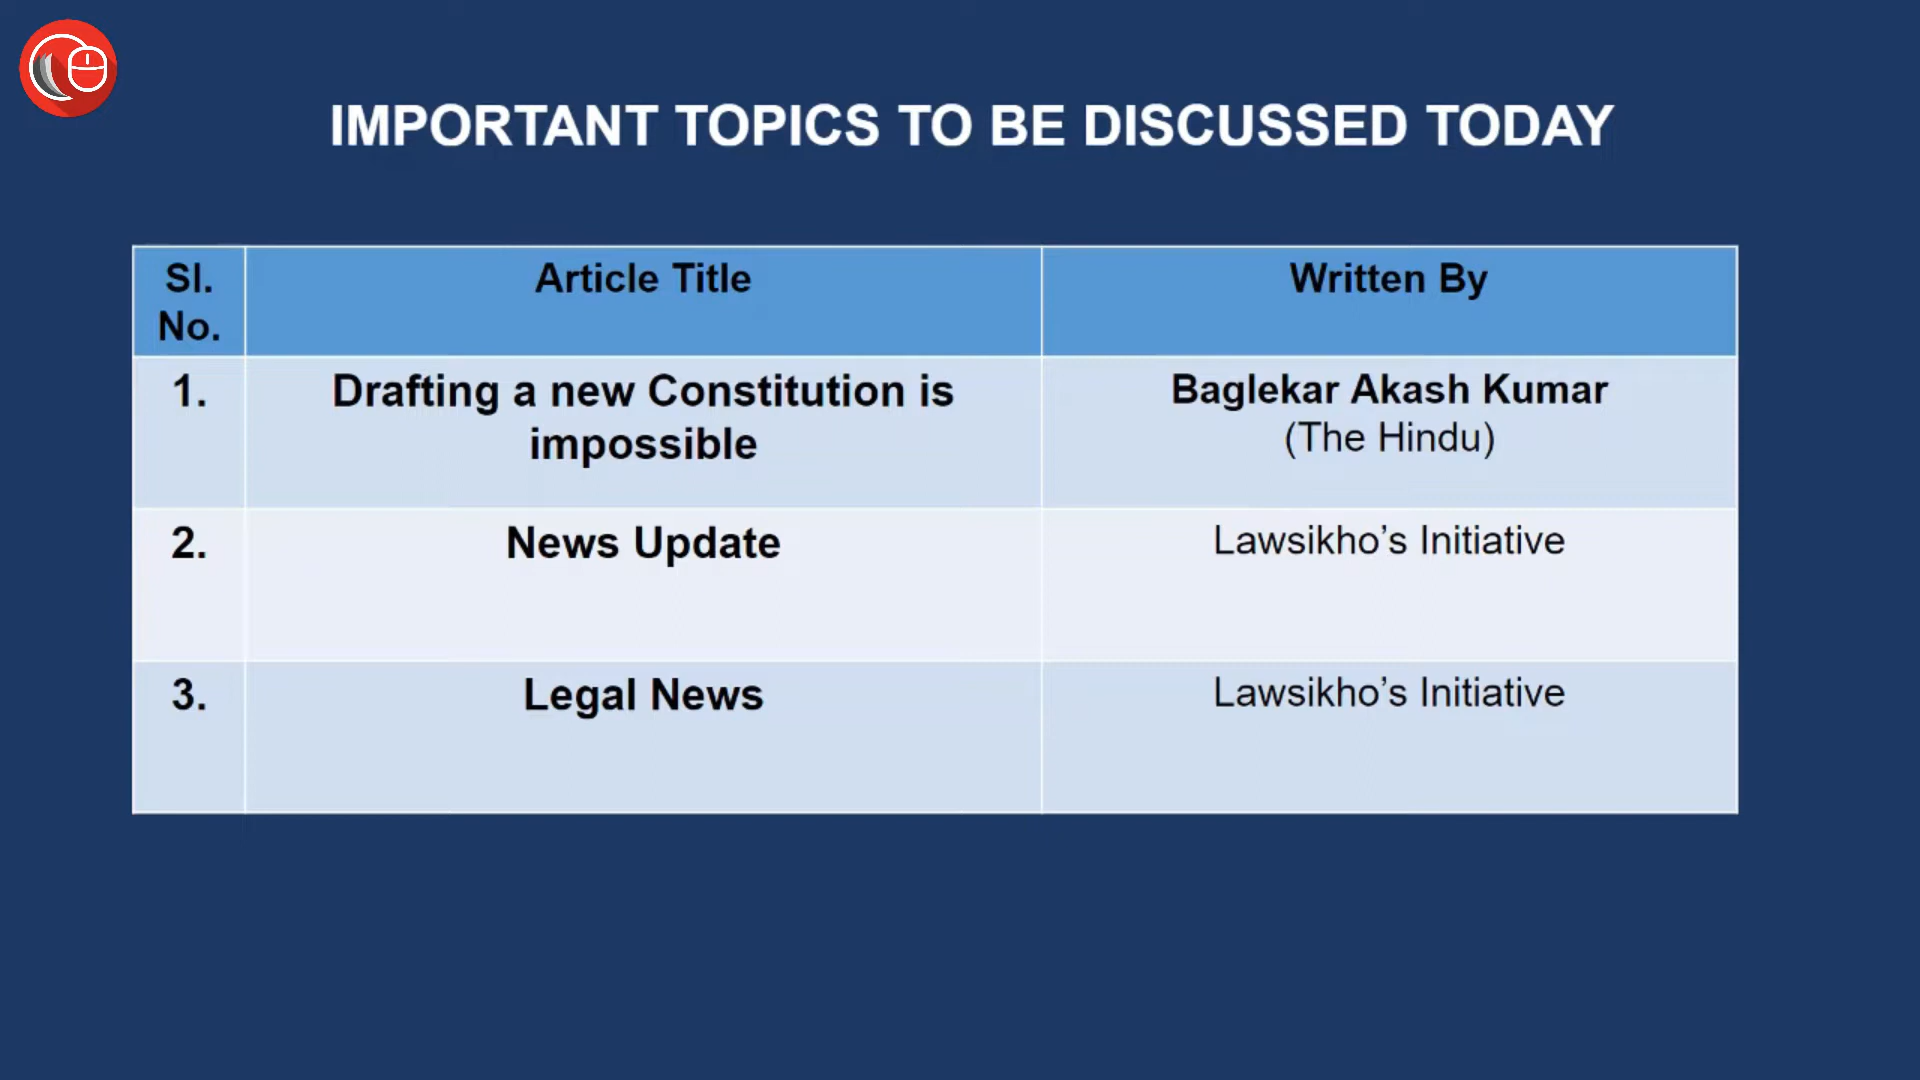 IMPORTANT TOPICS TO BE DISCUSSED TODAY
Sl. No.
Article Title
Written By
1.
Drafting a new Constitution is
impossible
Baglekar Akash Kumar
(The Hindu)
2.
News Update
Lawsikho’s Initiative
3.
Legal News
Lawsikho’s Initiative